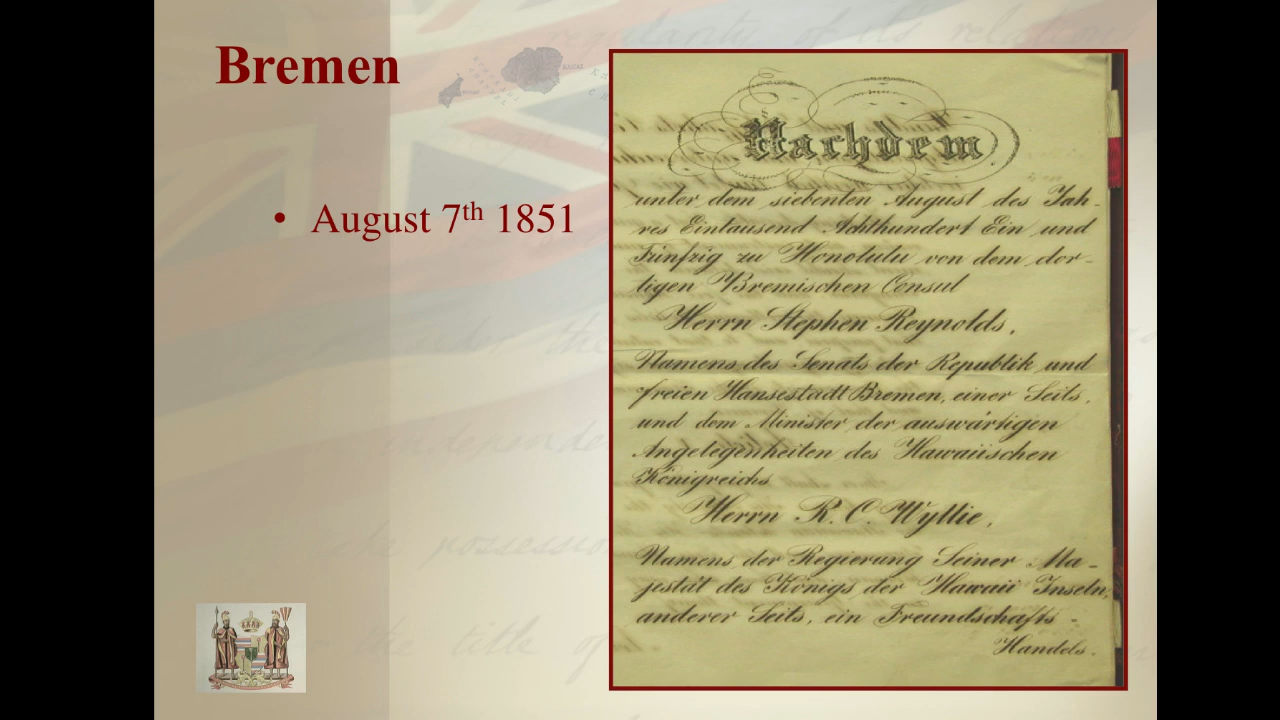 Bremen
• August 7th 1851
Nachdem
unter dem siebenten August des Jah-
res Eintausend Achthundert Ein und
Fünfzig zu Honolulu von dem dor-
tigen Bremischen Consul
Herrn Stephen Reynolds,
Namens des Senats der Republik und
freien Hansestadt Bremen, einer Seits,
und dem Minister der auswärtigen
Angelegenheiten des Hawaiischen
Königreichs
Herrn R. C. Wyllie,
Namens der Regierung Seiner Ma-
jestät des Königs der Hawaii Inseln,
anderer Seits, ein Freundschafts-
Handels-